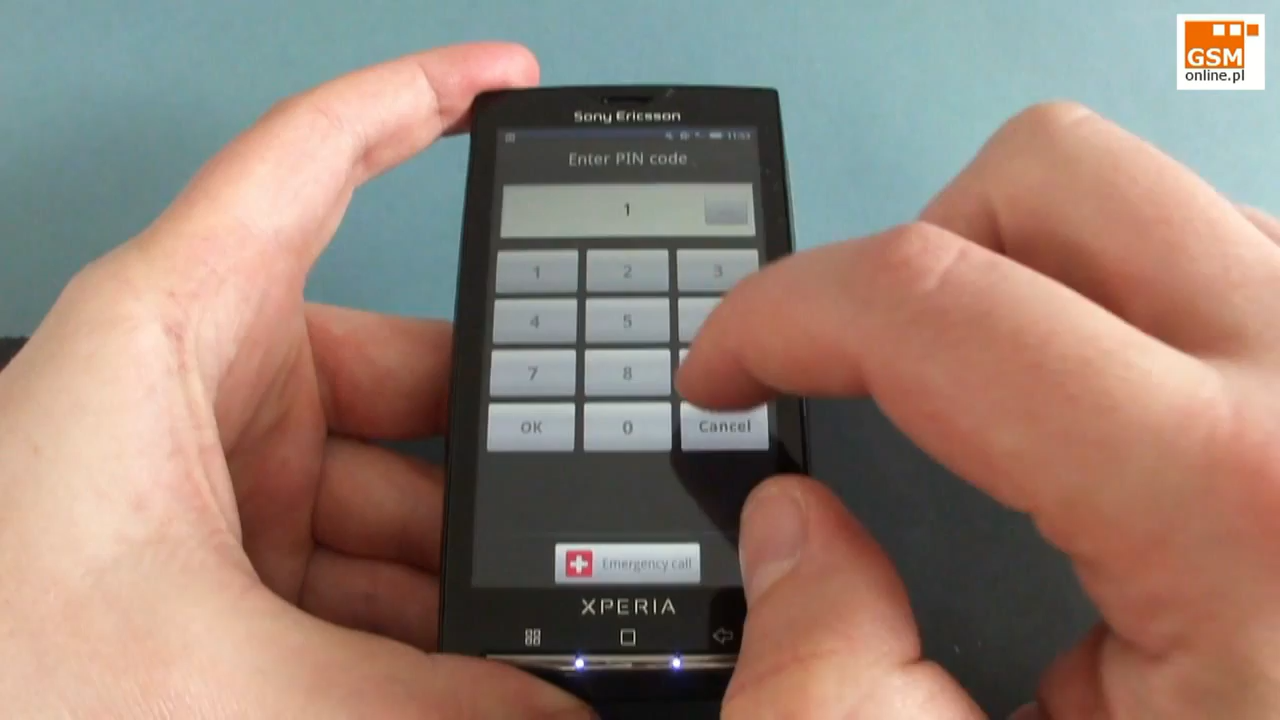 GSM
online.pl
Sony Ericsson
Enter PIN code
1
1 2 3
4 5
7 8
OK 0 Cancel
Emergency call
XPERIA